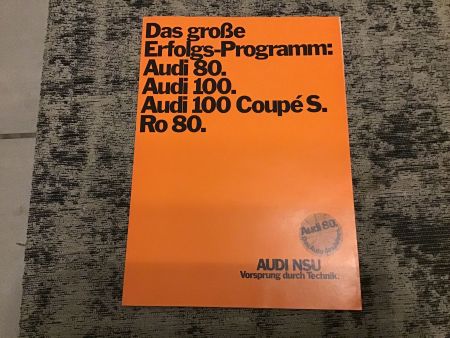 Das große
Erfolgs-Programm:
Audi 80.
Audi 100.
Audi 100 Coupé S.
Ro 80.
Audi 80.
AUDI NSU
Vorsprung durch Technik.